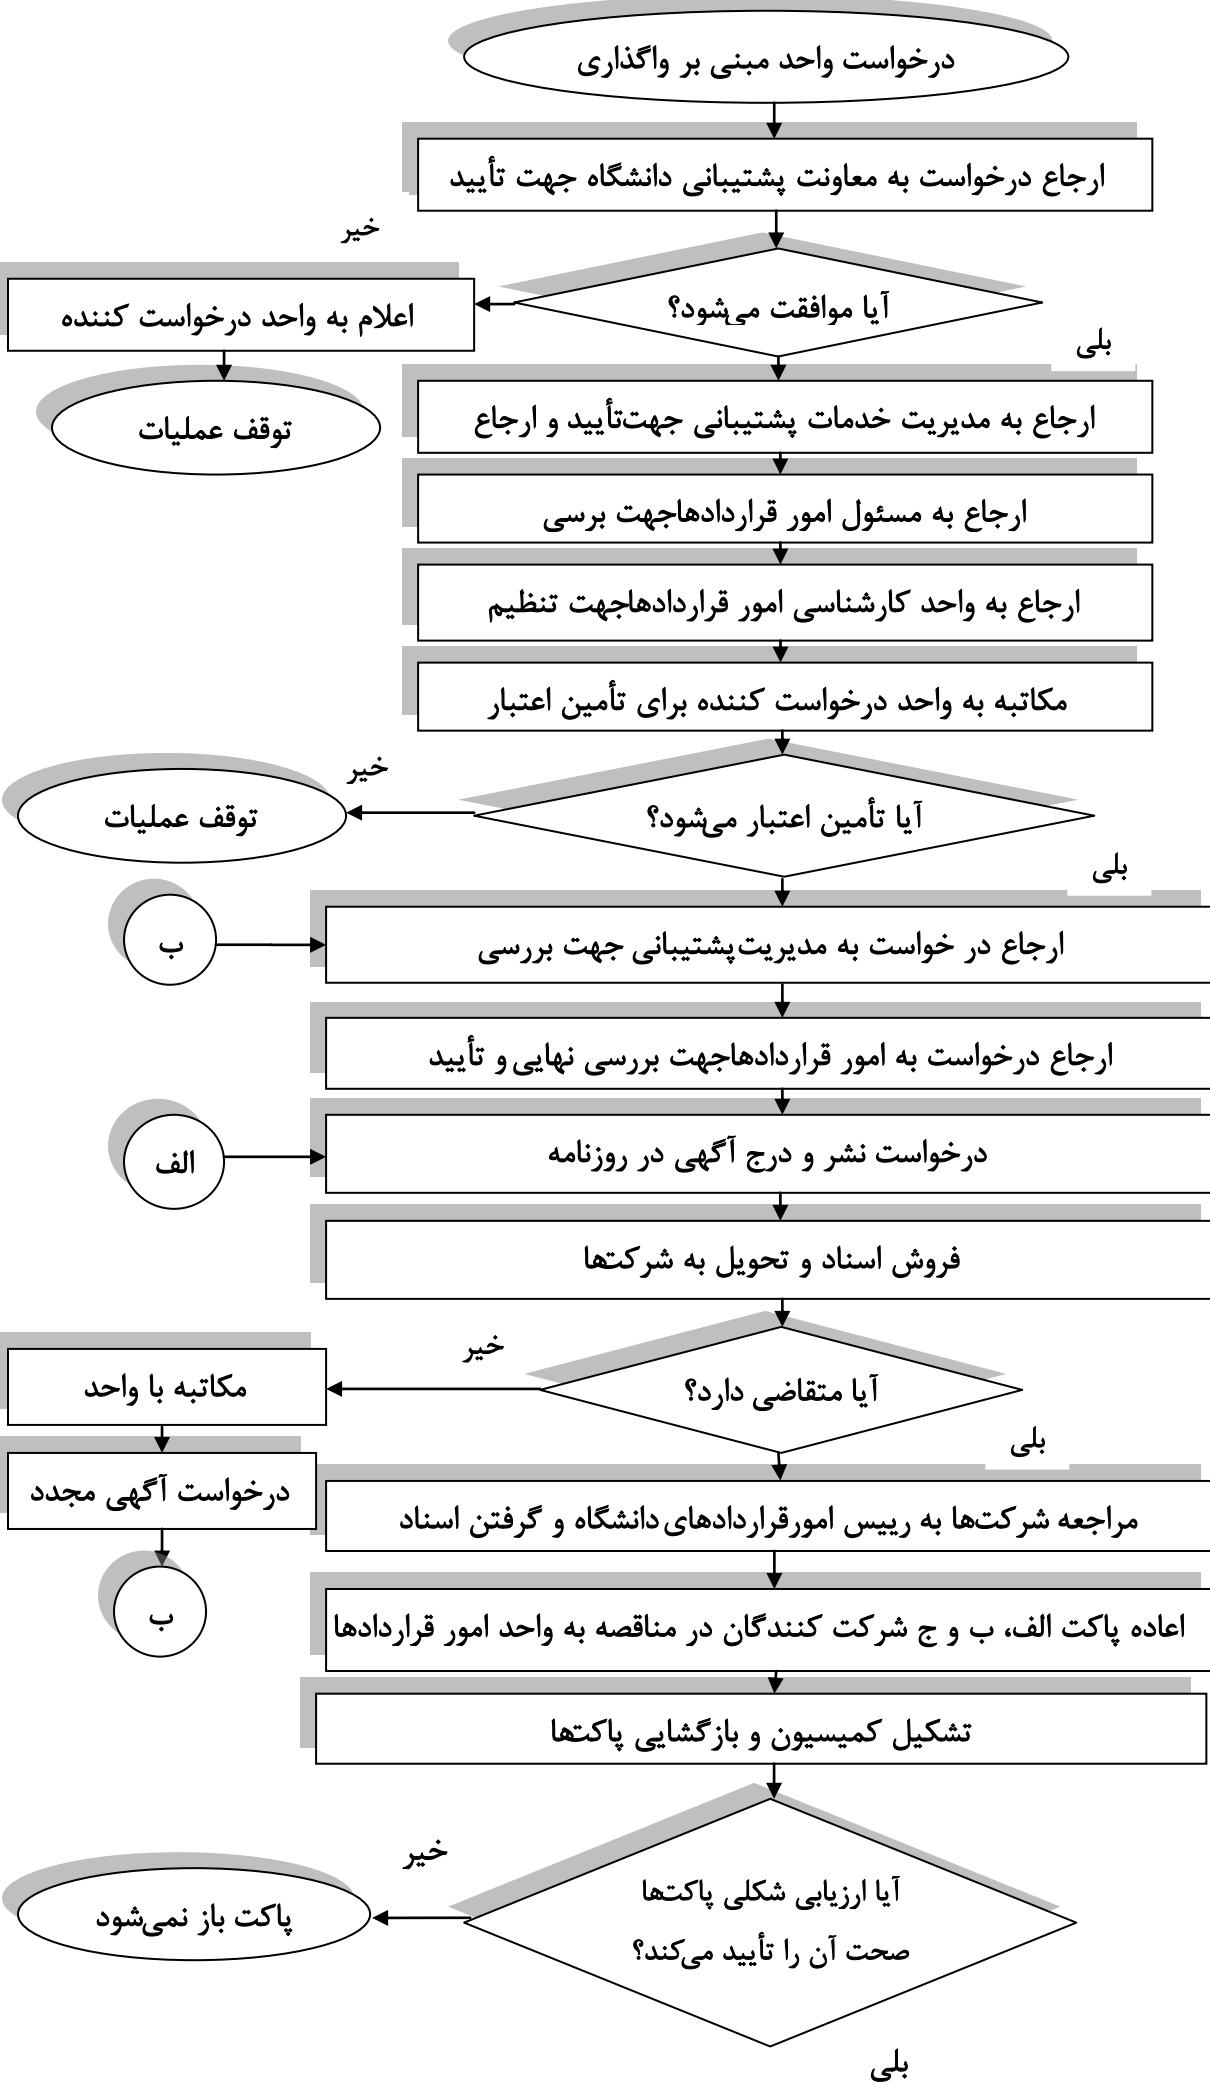 درخواست واحد مبنی بر واگذاری
ارجاع درخواست به معاونت پشتیبانی دانشگاه جهت تأیید
خیر
آیا موافقت می‌شود؟
اعلام به واحد درخواست کننده
بلی
توقف عملیات
ارجاع به مدیریت خدمات پشتیبانی جهت‌تأیید و ارجاع
ارجاع به مسئول امور قراردادهاجهت برسی
ارجاع به واحد کارشناسی امور قراردادهاجهت تنظیم
مکاتبه به واحد درخواست کننده برای تأمین اعتبار
خیر
آیا تأمین اعتبار می‌شود؟
توقف عملیات
بلی
ب
ارجاع در خواست به مدیریت‌پشتیبانی جهت بررسی
ارجاع درخواست به امور قراردادهاجهت بررسی نهایی‌و تأیید
درخواست نشر و درج آگهی در روزنامه
الف
فروش اسناد و تحویل به شرکت‌ها
خیر
آیا متقاضی دارد؟
مکاتبه با واحد
بلی
درخواست آگهی مجدد
مراجعه شرکت‌ها به رییس امورقراردادهای‌دانشگاه و گرفتن اسناد
ب
اعاده پاکت الف، ب و ج شرکت کنندگان در مناقصه به واحد امور قراردادها
تشکیل کمیسیون و بازگشایی پاکت‌ها
خیر
آیا ارزیابی شکلی پاکت‌ها
صحت آن را تأیید می‌کند؟
پاکت باز نمی‌شود
بلی